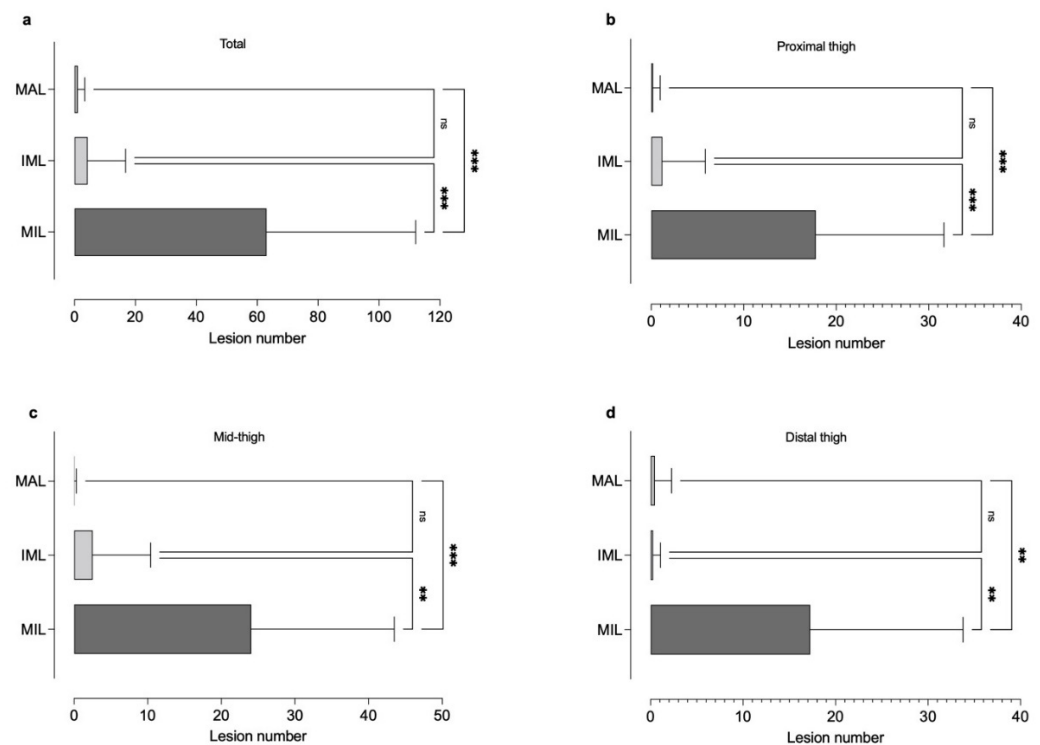 a
Total
MAL
IML
MIL
ns
***
***
0 20 40 60 80 100 120
Lesion number
b
Proximal thigh
MAL
IML
MIL
ns
***
***
0 10 20 30 40
Lesion number
c
Mid-thigh
MAL
IML
MIL
ns
**
***
0 10 20 30 40 50
Lesion number
d
Distal thigh
MAL
IML
MIL
ns
**
**
0 10 20 30 40
Lesion number